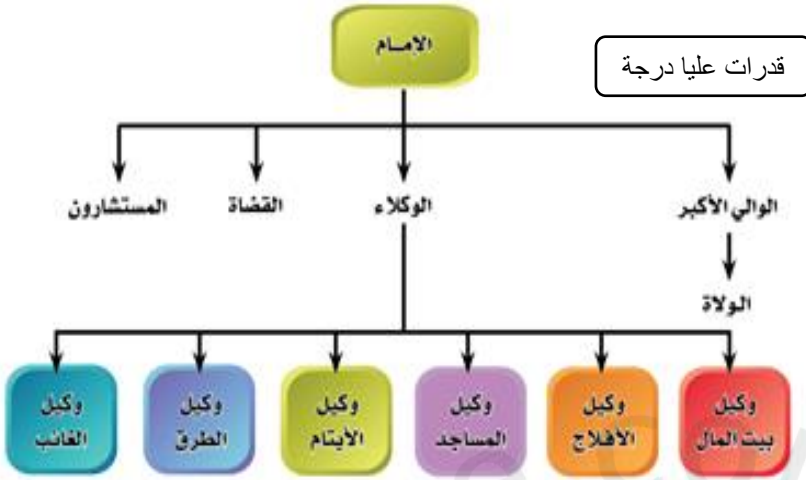 الإمام
قدرات عليا درجة
الوالي الأكبر
الوكلاء
القضاة
المستشارون
الولاة
وكيل
بيت المال
وكيل
الأفلاج
وكيل
المساجد
وكيل
الأيتام
وكيل
الطرق
وكيل
الغائب